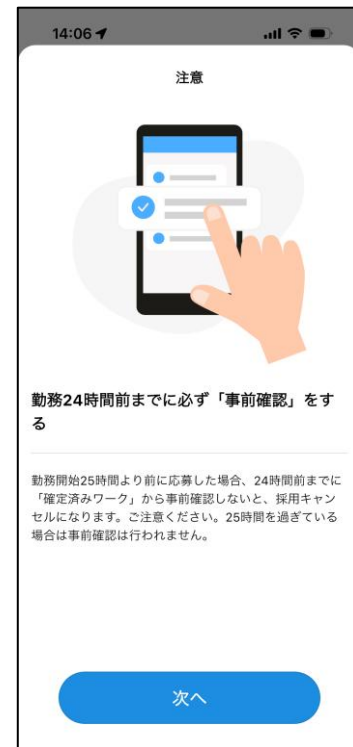 14:06
注意
勤務24時間前までに必ず「事前確認」をす
る
勤務開始25時間より前に応募した場合、24時間前までに
「確定済みワーク」から事前確認しないと、採用キャン
セルになります。ご注意ください。25時間を過ぎている
場合は事前確認は行われません。
次へ